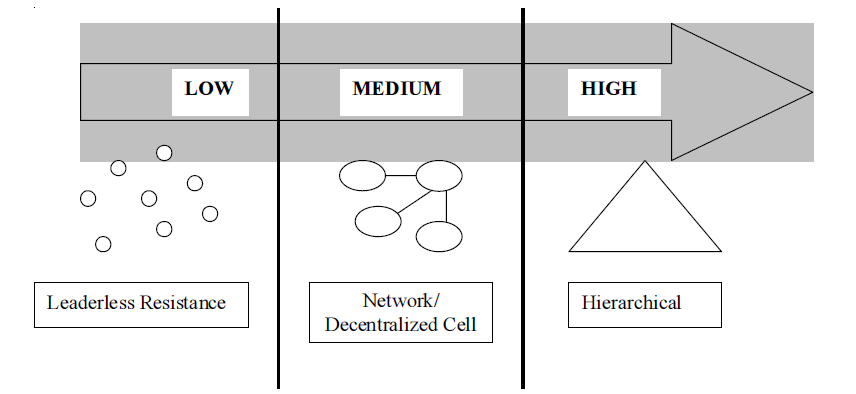 LOW
MEDIUM
HIGH
Leaderless Resistance
Network/
Decentralized Cell
Hierarchical